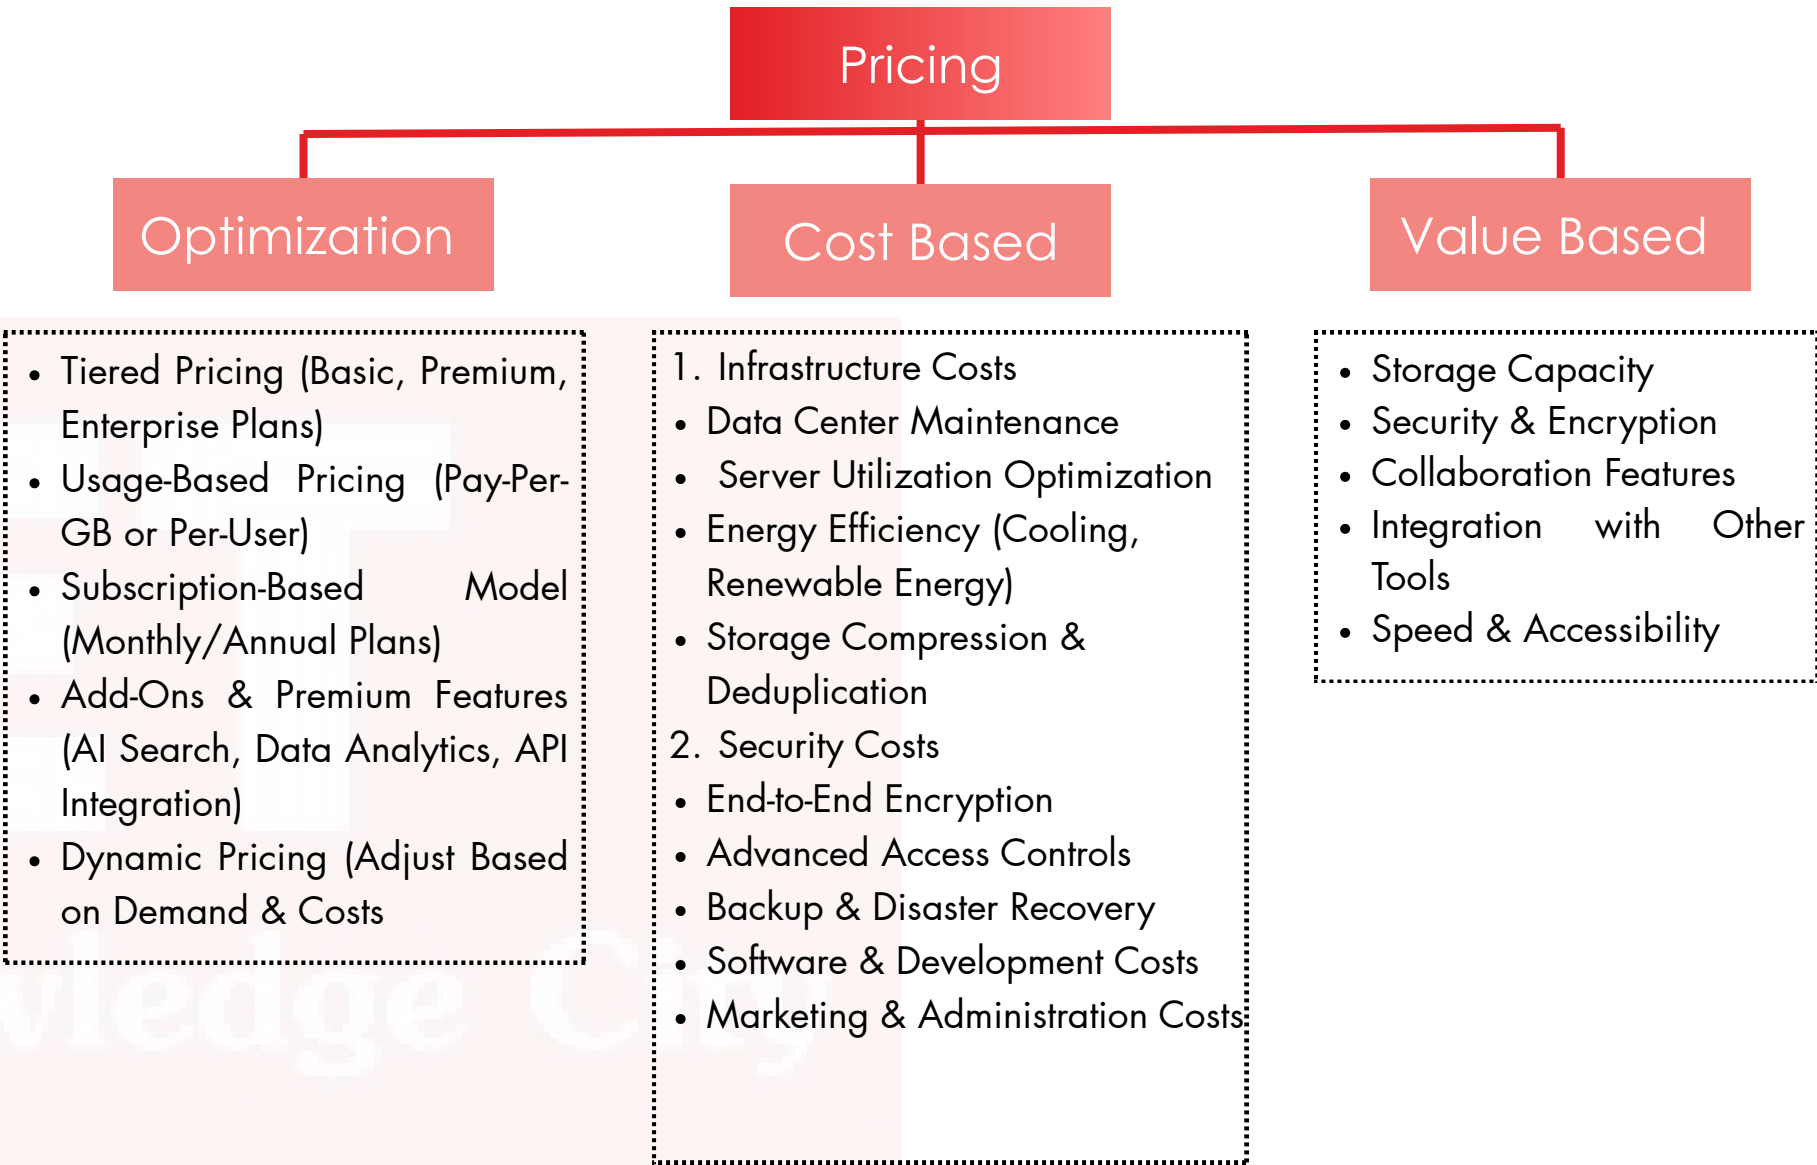 Pricing
Optimization
Cost Based
Value Based
• Tiered Pricing (Basic, Premium,
Enterprise Plans)
• Usage-Based Pricing (Pay-Per-
GB or Per-User)
• Subscription-Based Model
(Monthly/Annual Plans)
• Add-Ons & Premium Features
(AI Search, Data Analytics, API
Integration)
• Dynamic Pricing (Adjust Based
on Demand & Costs
1. Infrastructure Costs
• Data Center Maintenance
• Server Utilization Optimization
• Energy Efficiency (Cooling,
Renewable Energy)
• Storage Compression &
Deduplication
2. Security Costs
• End-to-End Encryption
• Advanced Access Controls
• Backup & Disaster Recovery
• Software & Development Costs
• Marketing & Administration Costs
• Storage Capacity
• Security & Encryption
• Collaboration Features
• Integration with Other
Tools
• Speed & Accessibility
wledge City